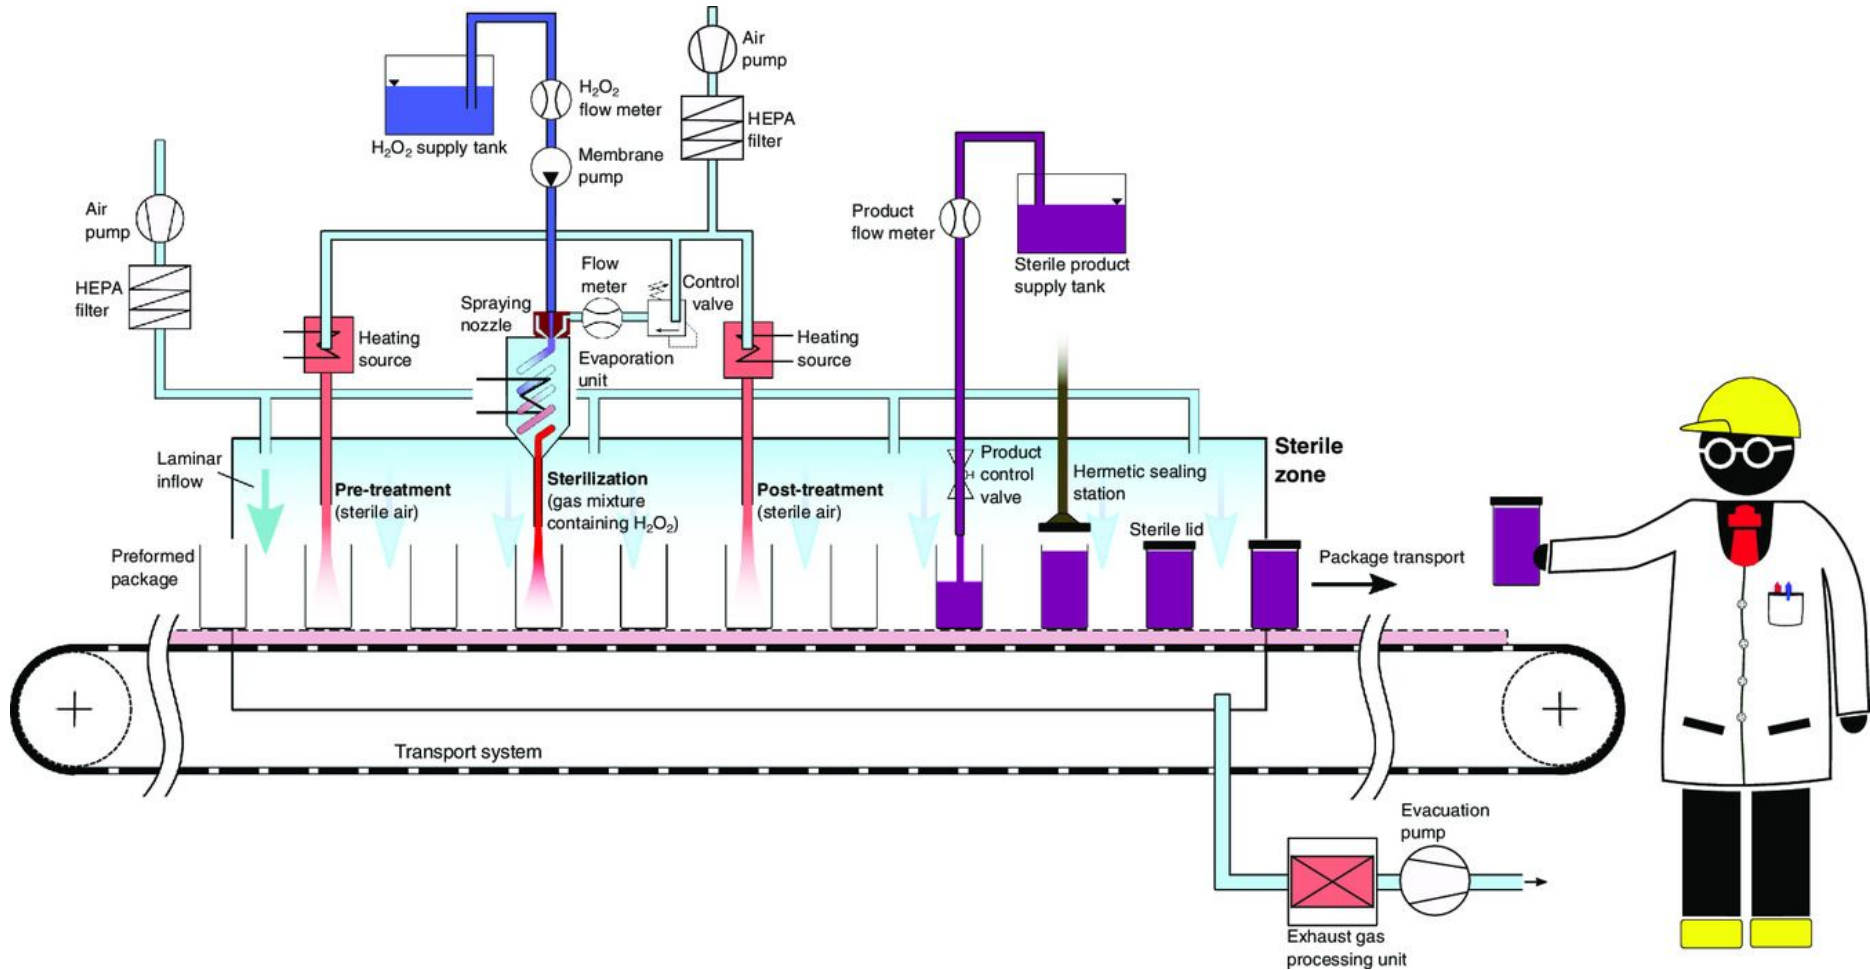 Air
pump
H₂O₂
flow meter
HEPA
filter
H₂O₂ supply tank
Membrane
pump
Air
pump
Product
flow meter
Sterile product
supply tank
HEPA
filter
Flow
meter
Control
valve
Spraying
nozzle
Heating
source
Evaporation
unit
Heating
source
Laminar
inflow
Pre-treatment
(sterile air)
Sterilization
(gas mixture
containing H₂O₂)
Post-treatment
(sterile air)
Product
control
valve
Hermetic sealing
station
Sterile
zone
Sterile lid
Preformed
package
Package transport
Transport system
Evacuation
pump
Exhaust gas
processing unit